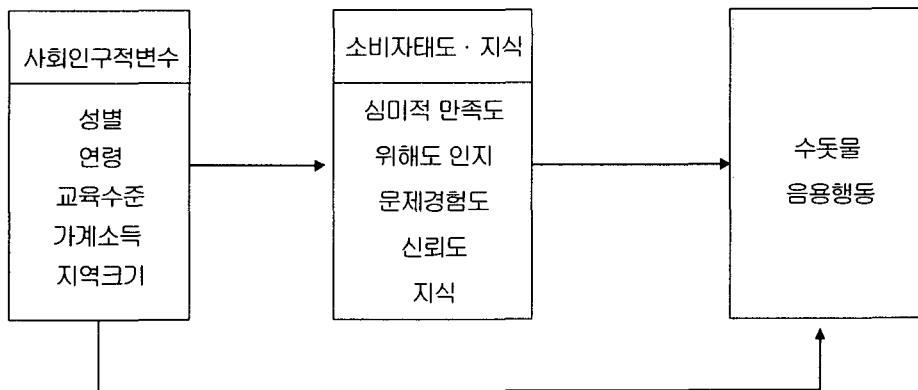 사회인구적변수
성별
연령
교육수준
가계소득
지역크기
소비자태도 · 지식
심미적 만족도
위해도 인지
문제경험도
신뢰도
지식
수돗물
음용행동